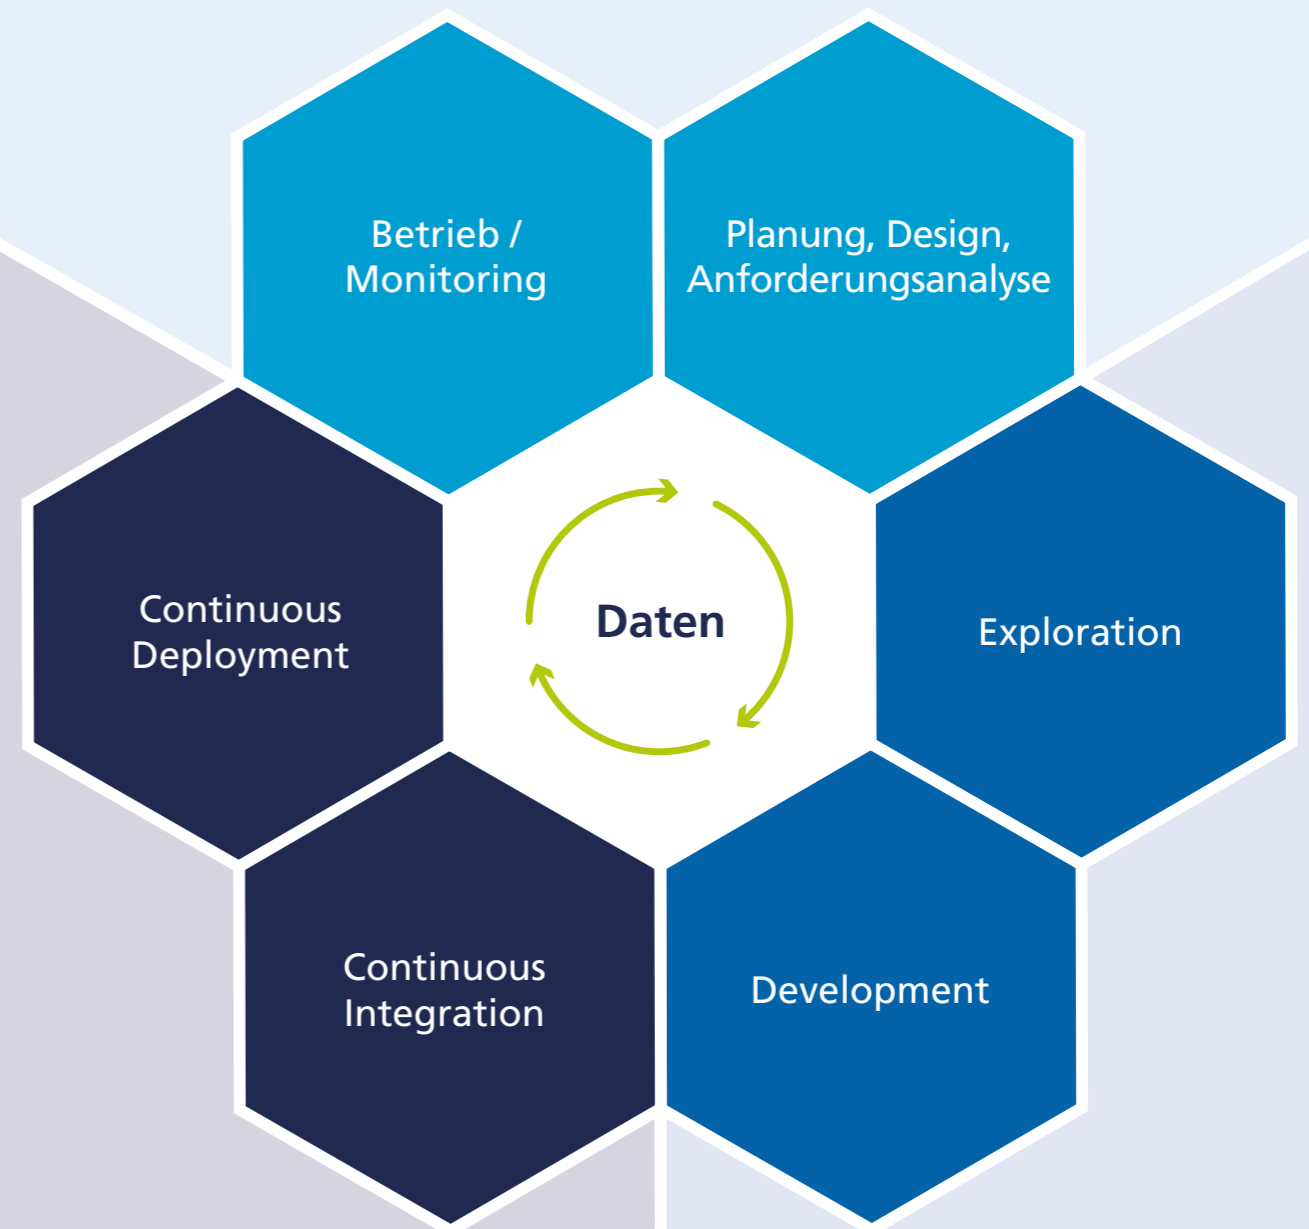 Betrieb /
Monitoring
Planung, Design,
Anforderungsanalyse
Continuous
Deployment
Daten
Exploration
Continuous
Integration
Development